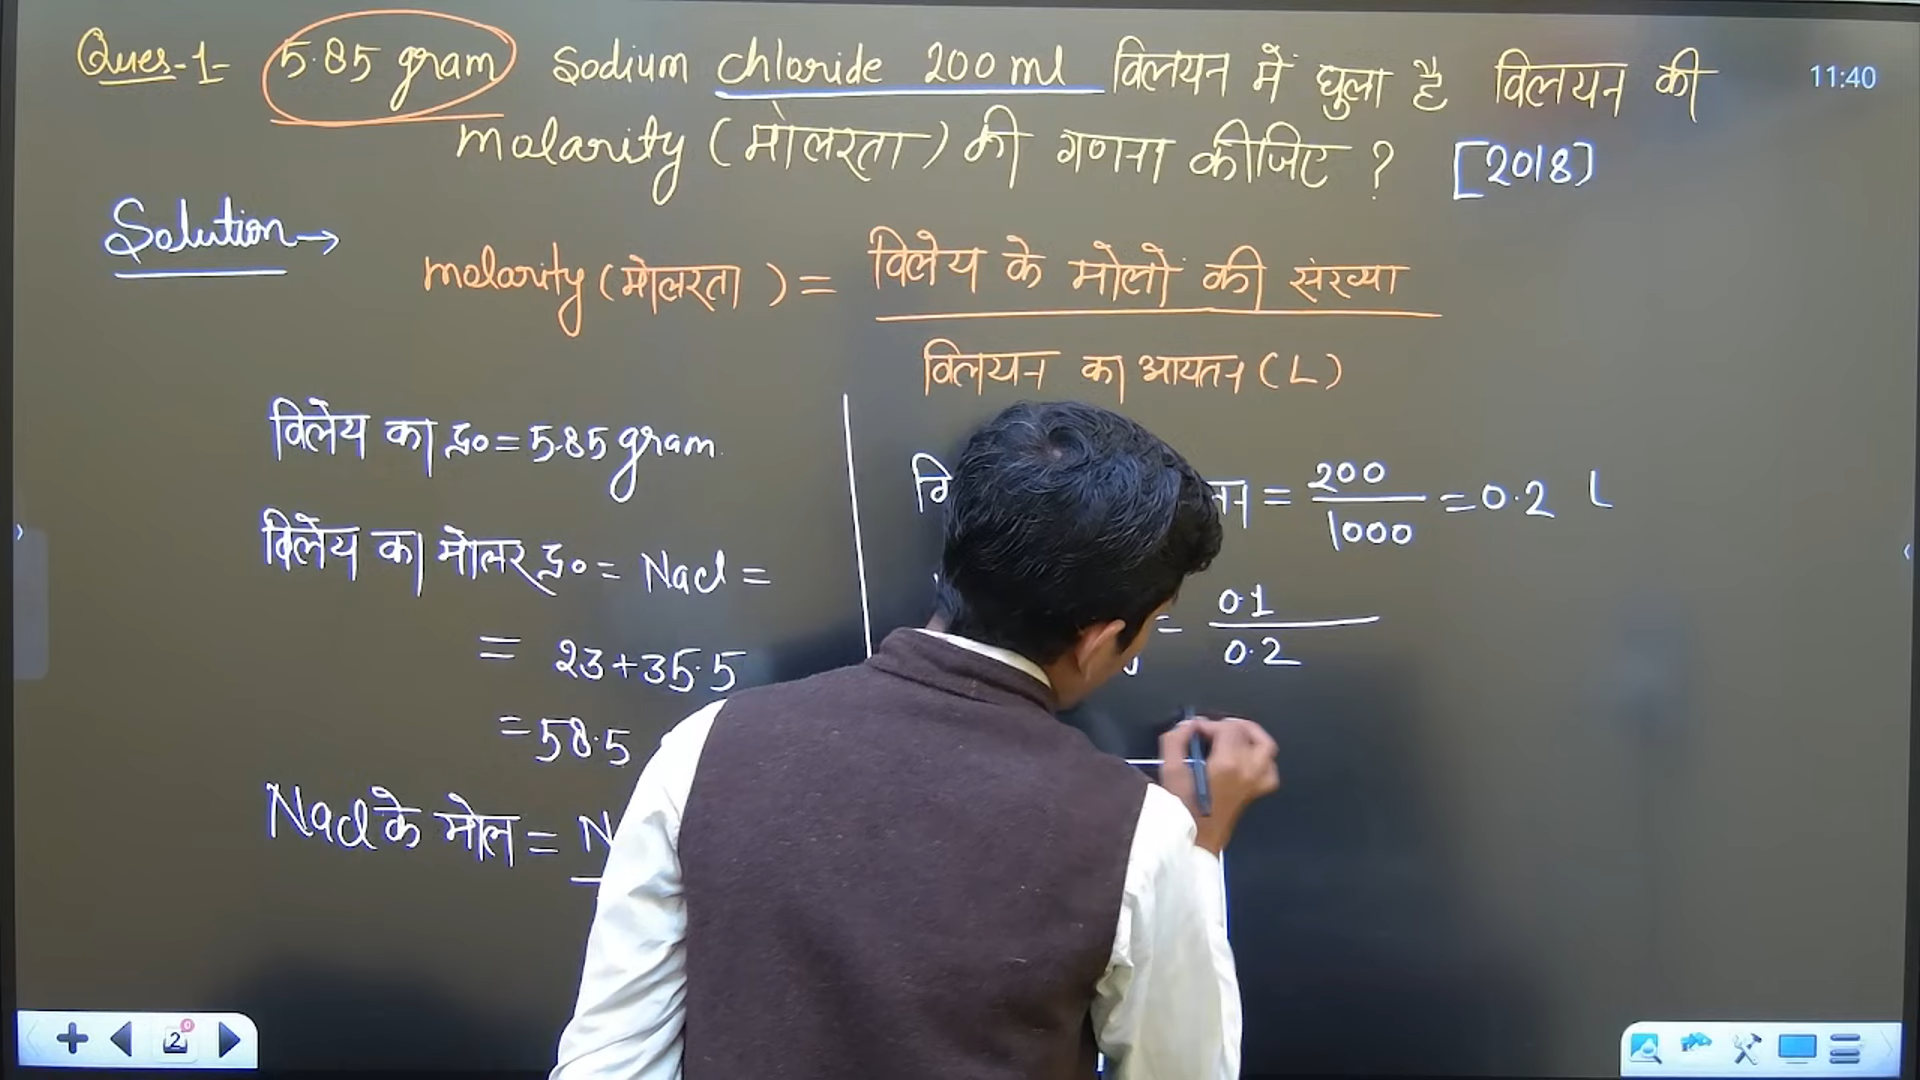 Ques-1- 5.85 gram Sodium chloride 200 ml विलयन में घुला है विलयन की
11:40
molarity (मोलरता) की गणना कीजिए ? [2018]
Solution→
molarity (मोलरता) = विलेय के मोलों की संख्या
विलयन का आयतन (L)
विलेय का द्र० = 5.85 gram
विलेय का मोलर द्र० = Nacl =
= 23+35.5
= 58.5
Nacl के मोल =
= 200
1000
= 0.2 L
= 0.1
0.2
2
0